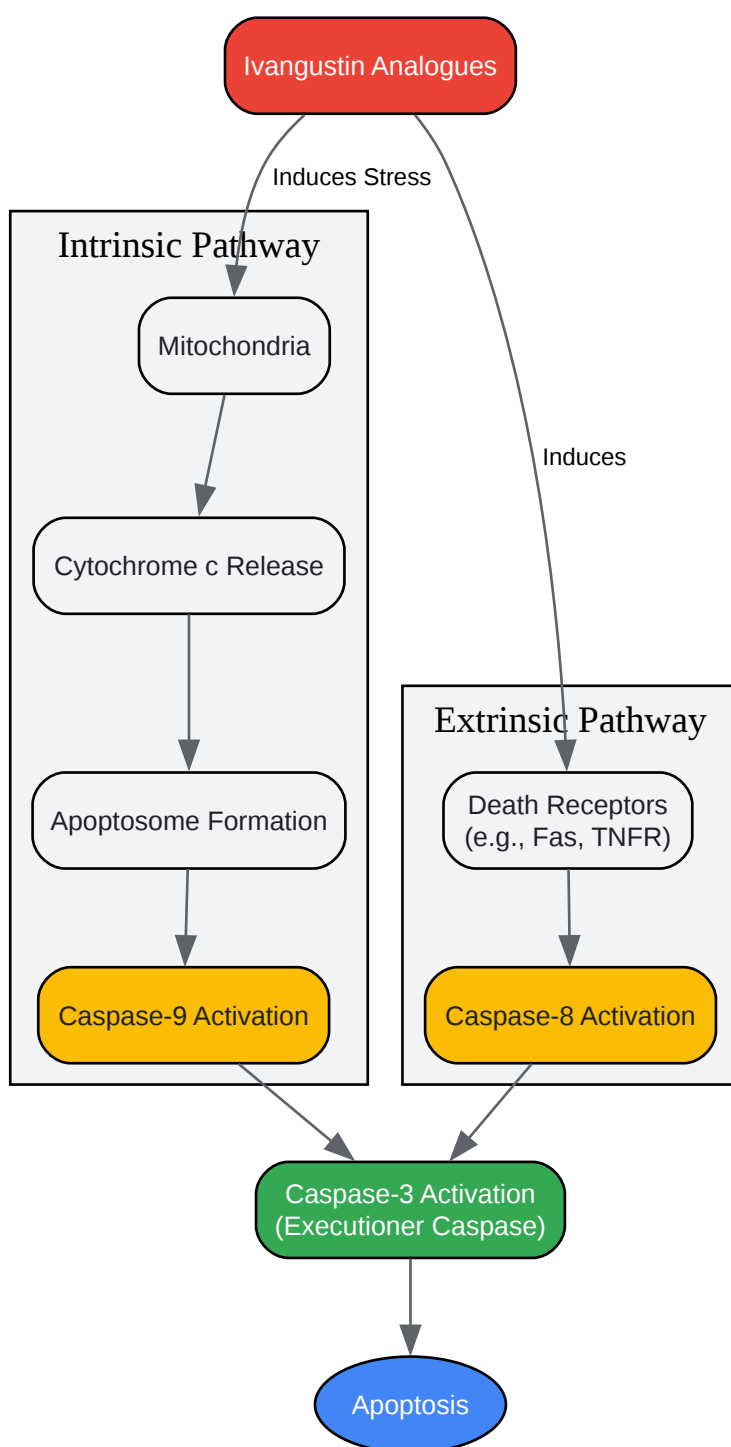 Ivangustin Analogues
Induces Stress
Intrinsic Pathway
Mitochondria
Induces
Cytochrome c Release
Extrinsic Pathway
Apoptosome Formation
Death Receptors
(e.g., Fas, TNFR)
Caspase-9 Activation
Caspase-8 Activation
Caspase-3 Activation
(Executioner Caspase)
Apoptosis